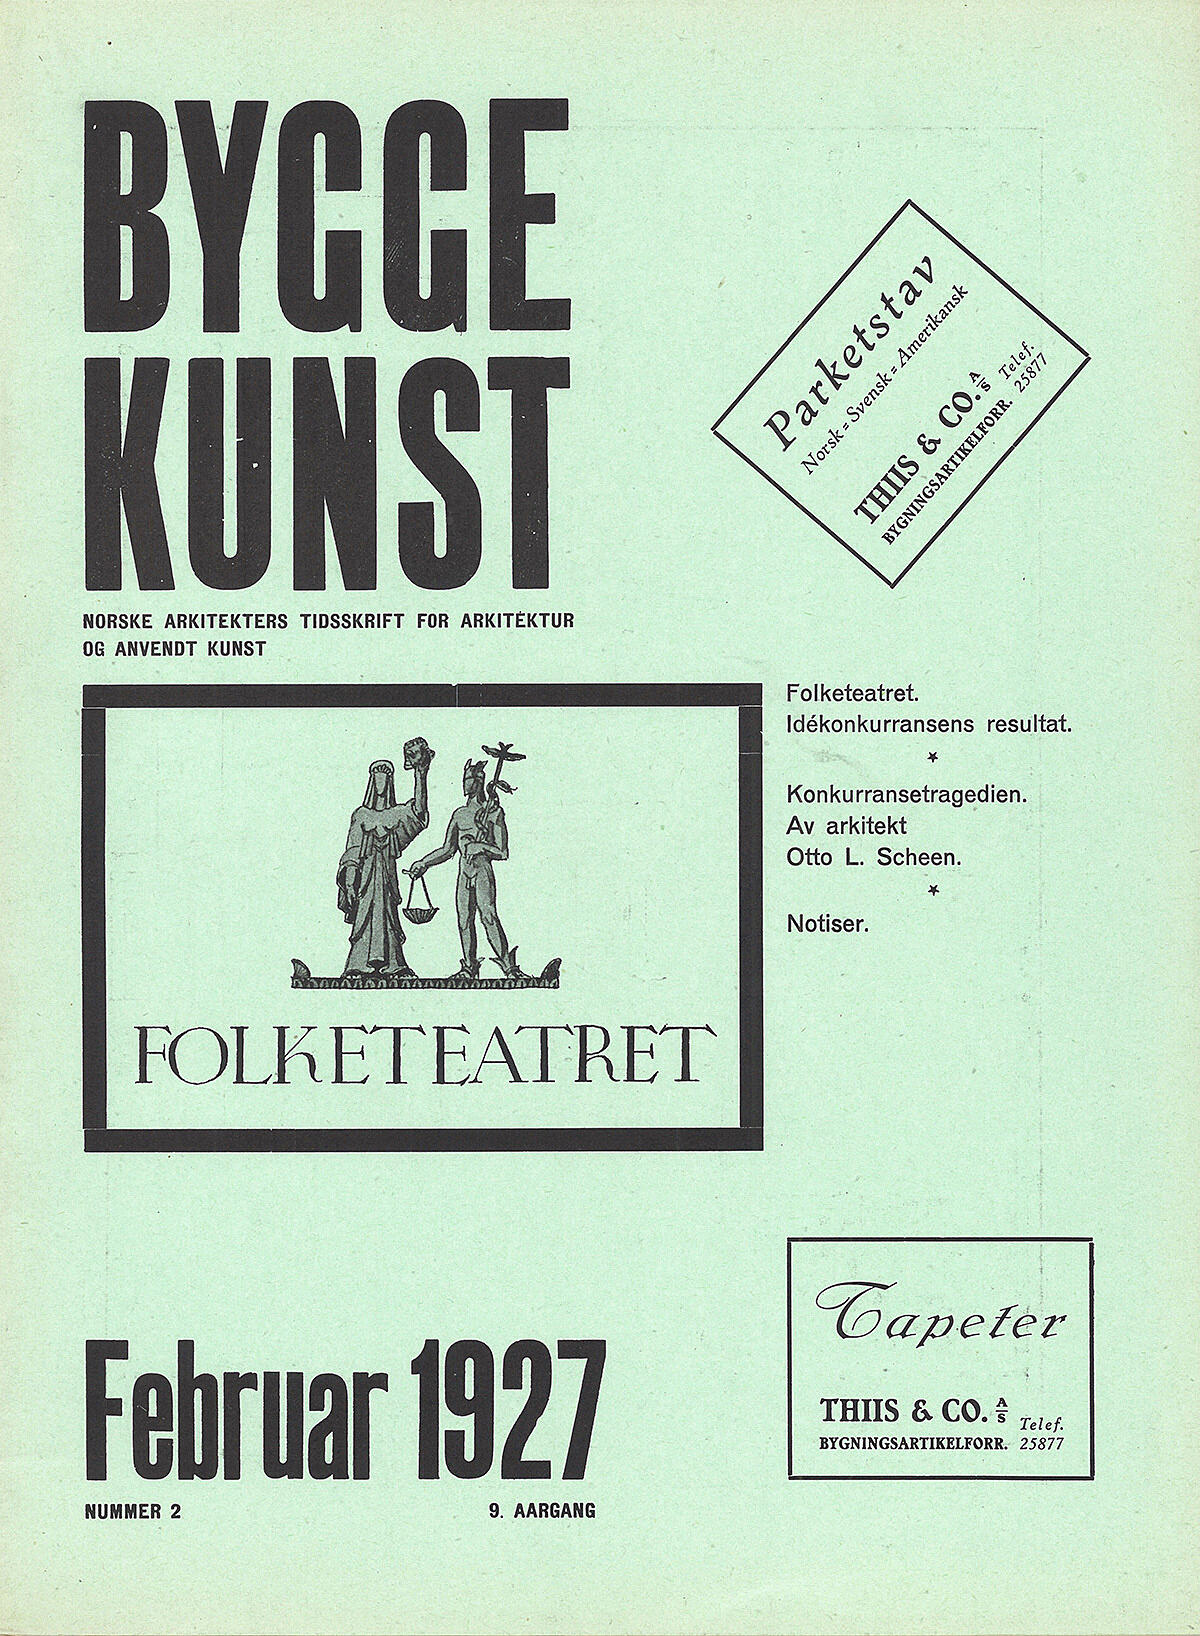 BYGGE
KUNST
NORSKE ARKITEKTERS TIDSSKRIFT FOR ARKITEKTUR
OG ANVENDT KUNST
Parketstav
Norsk = Svensk = Amerikansk
THIIS & CO. A/S Telef.
BYGNINGSARTIKELFORR. 25877
Folketeatret.
Idékonkurransens resultat.
Konkurransetragedien.
Av arkitekt
Otto L. Scheen.
Notiser.
FOLKETEATRET
Februar 1927
NUMMER 2 9. AARGANG
Tapeter
THIIS & CO. A/S Telef.
BYGNINGSARTIKELFORR. 25877